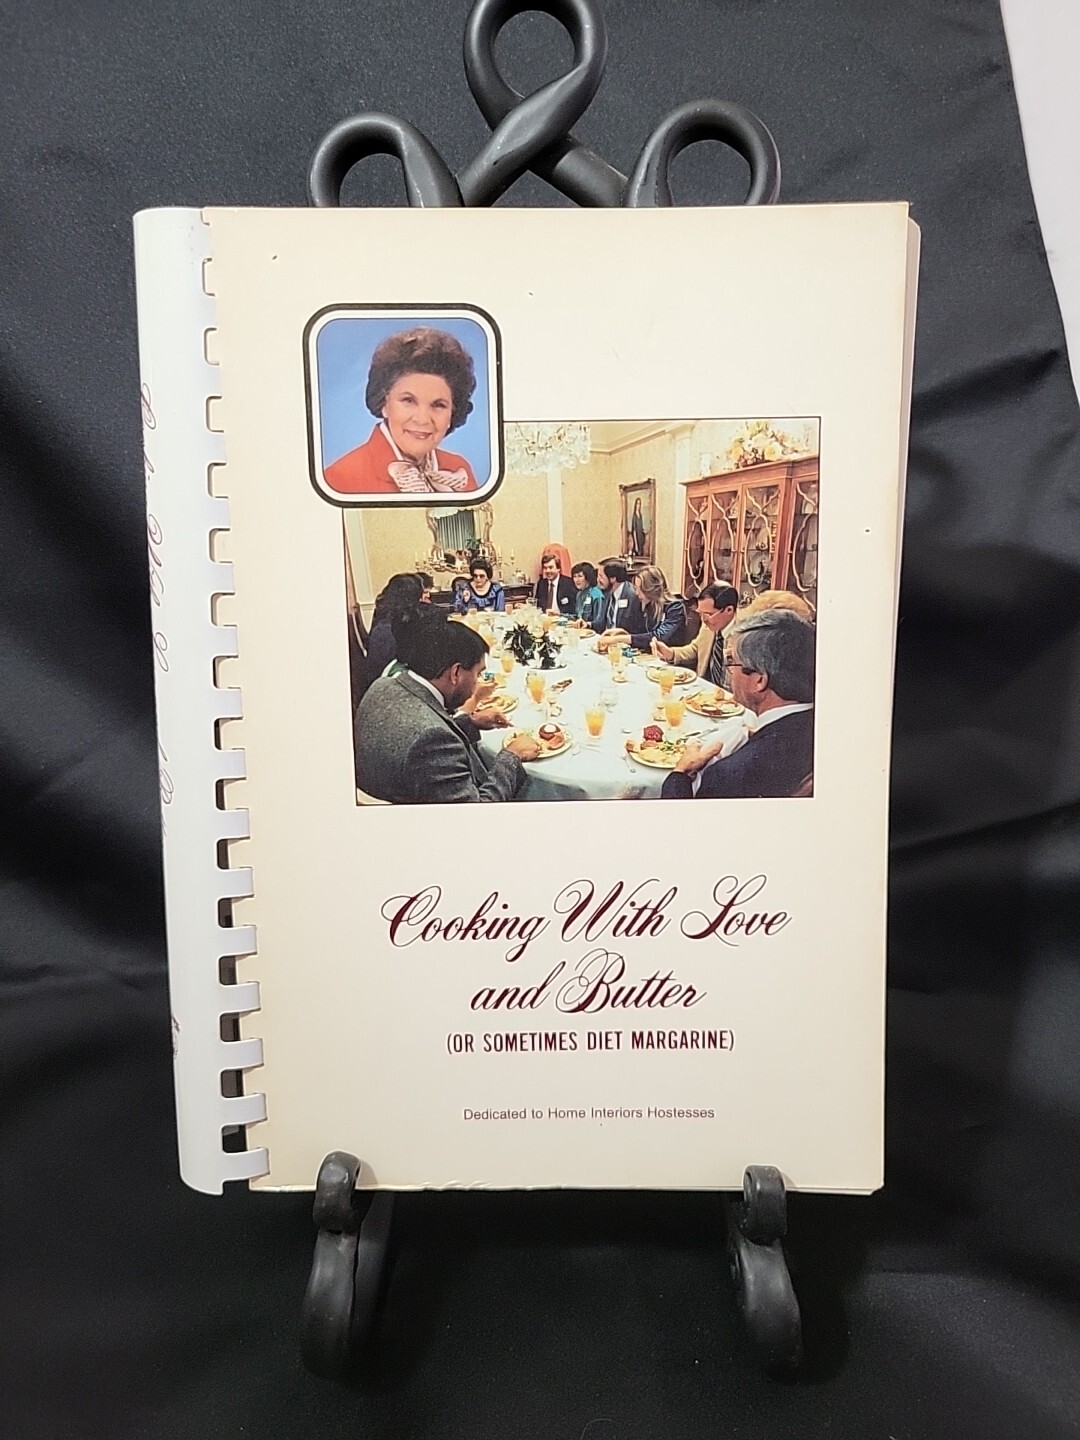 Cooking With Love
and Butter
(OR SOMETIMES DIET MARGARINE)
Dedicated to Home Interiors Hostesses